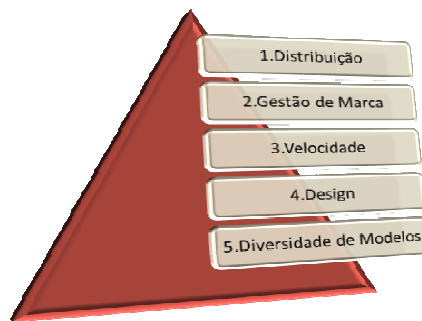 1.Distribuição
2.Gestão de Marca
3.Velocidade
4.Design
5.Diversidade de Modelos